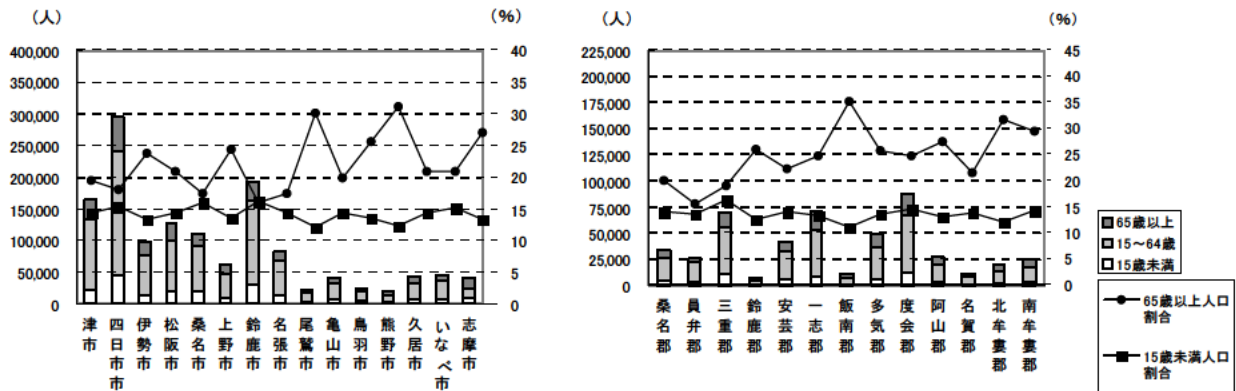 （人）
（%）
400,000
350,000
300,000
250,000
200,000
150,000
100,000
50,000
0
40
35
30
25
20
15
10
5
0
津市
四日市市
伊勢市
松阪市
桑名市
上野市
鈴鹿市
名張市
尾鷲市
亀山市
鳥羽市
熊野市
久居市
いなべ市
志摩市
（人）
（%）
225,000
200,000
175,000
150,000
125,000
100,000
75,000
50,000
25,000
0
45
40
35
30
25
20
15
10
5
0
桑名郡
員弁郡
三重郡
鈴鹿郡
安芸郡
一志郡
飯南郡
多気郡
度会郡
阿山郡
名賀郡
北牟婁郡
南牟婁郡
65歳以上
15～64歳
15歳未満
65歳以上人口
割合
15歳未満人口
割合